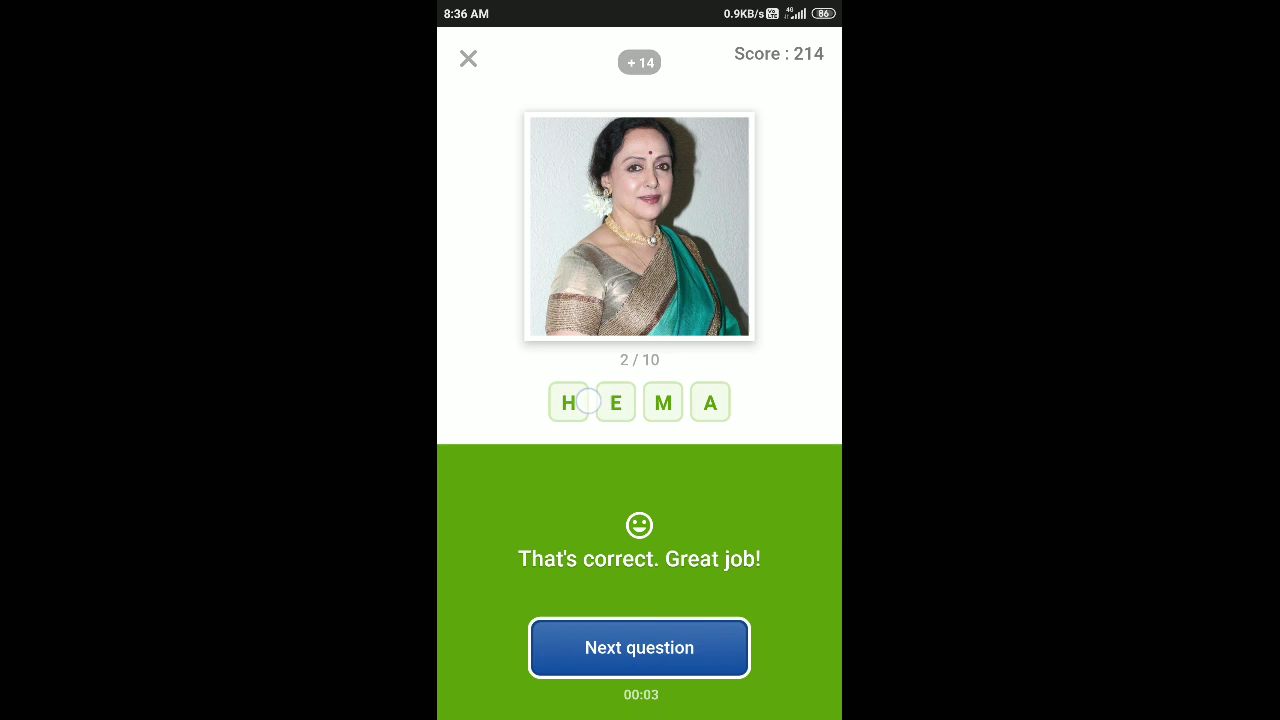 8:36 AM 0.9KB/s 4G 86
+ 14
Score : 214
2 / 10
H E M A
That's correct. Great job!
Next question
00:03